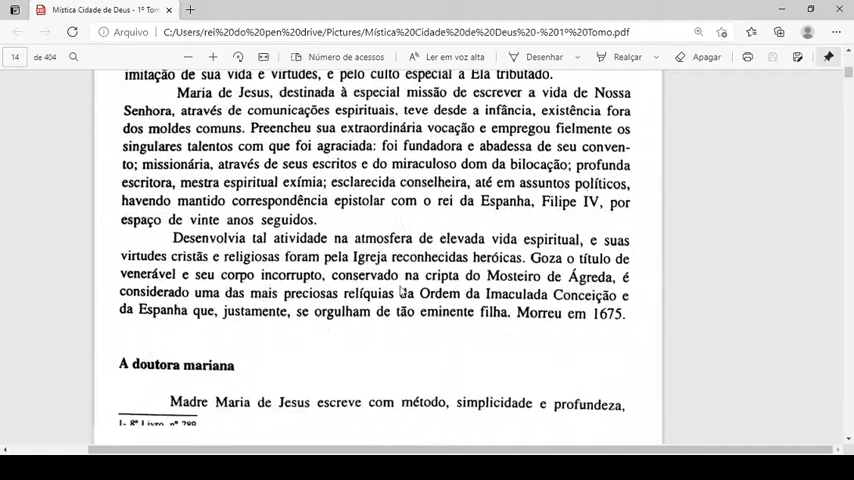 Mística Cidade de Deus - 1º Tom
Arquivo
C:/Users/rei%20do%20pen%20drive/Pictures/Mística%20Cidade%20de%20Deus%20-%201º%20Tomo.pdf
14 de 404
Número de acessos
Ler em voz alta
Desenhar
Realçar
Apagar
imitação de sua vida e virtudes, e pelo culto especial a Ela tributado.
Maria de Jesus, destinada à especial missão de escrever a vida de Nossa
Senhora, através de comunicações espirituais, teve desde a infância, existência fora
dos moldes comuns. Preencheu sua extraordinária vocação e empregou fielmente os
singulares talentos com que foi agraciada: foi fundadora e abadessa de seu conven-
to; missionária, através de seus escritos e do miraculoso dom da bilocação; profunda
escritora, mestra espiritual exímia; esclarecida conselheira, até em assuntos políticos,
havendo mantido correspondência epistolar com o rei da Espanha, Filipe IV, por
espaço de vinte anos seguidos.
Desenvolvia tal atividade na atmosfera de elevada vida espiritual, e suas
virtudes cristãs e religiosas foram pela Igreja reconhecidas heróicas. Goza o título de
venerável e seu corpo incorrupto, conservado na cripta do Mosteiro de Ágreda, é
considerado uma das mais preciosas relíquias da Ordem da Imaculada Conceição e
da Espanha que, justamente, se orgulham de tão eminente filha. Morreu em 1675.
A doutora mariana
Madre Maria de Jesus escreve com método, simplicidade e profundeza,
1- 8º Livro, nº 789